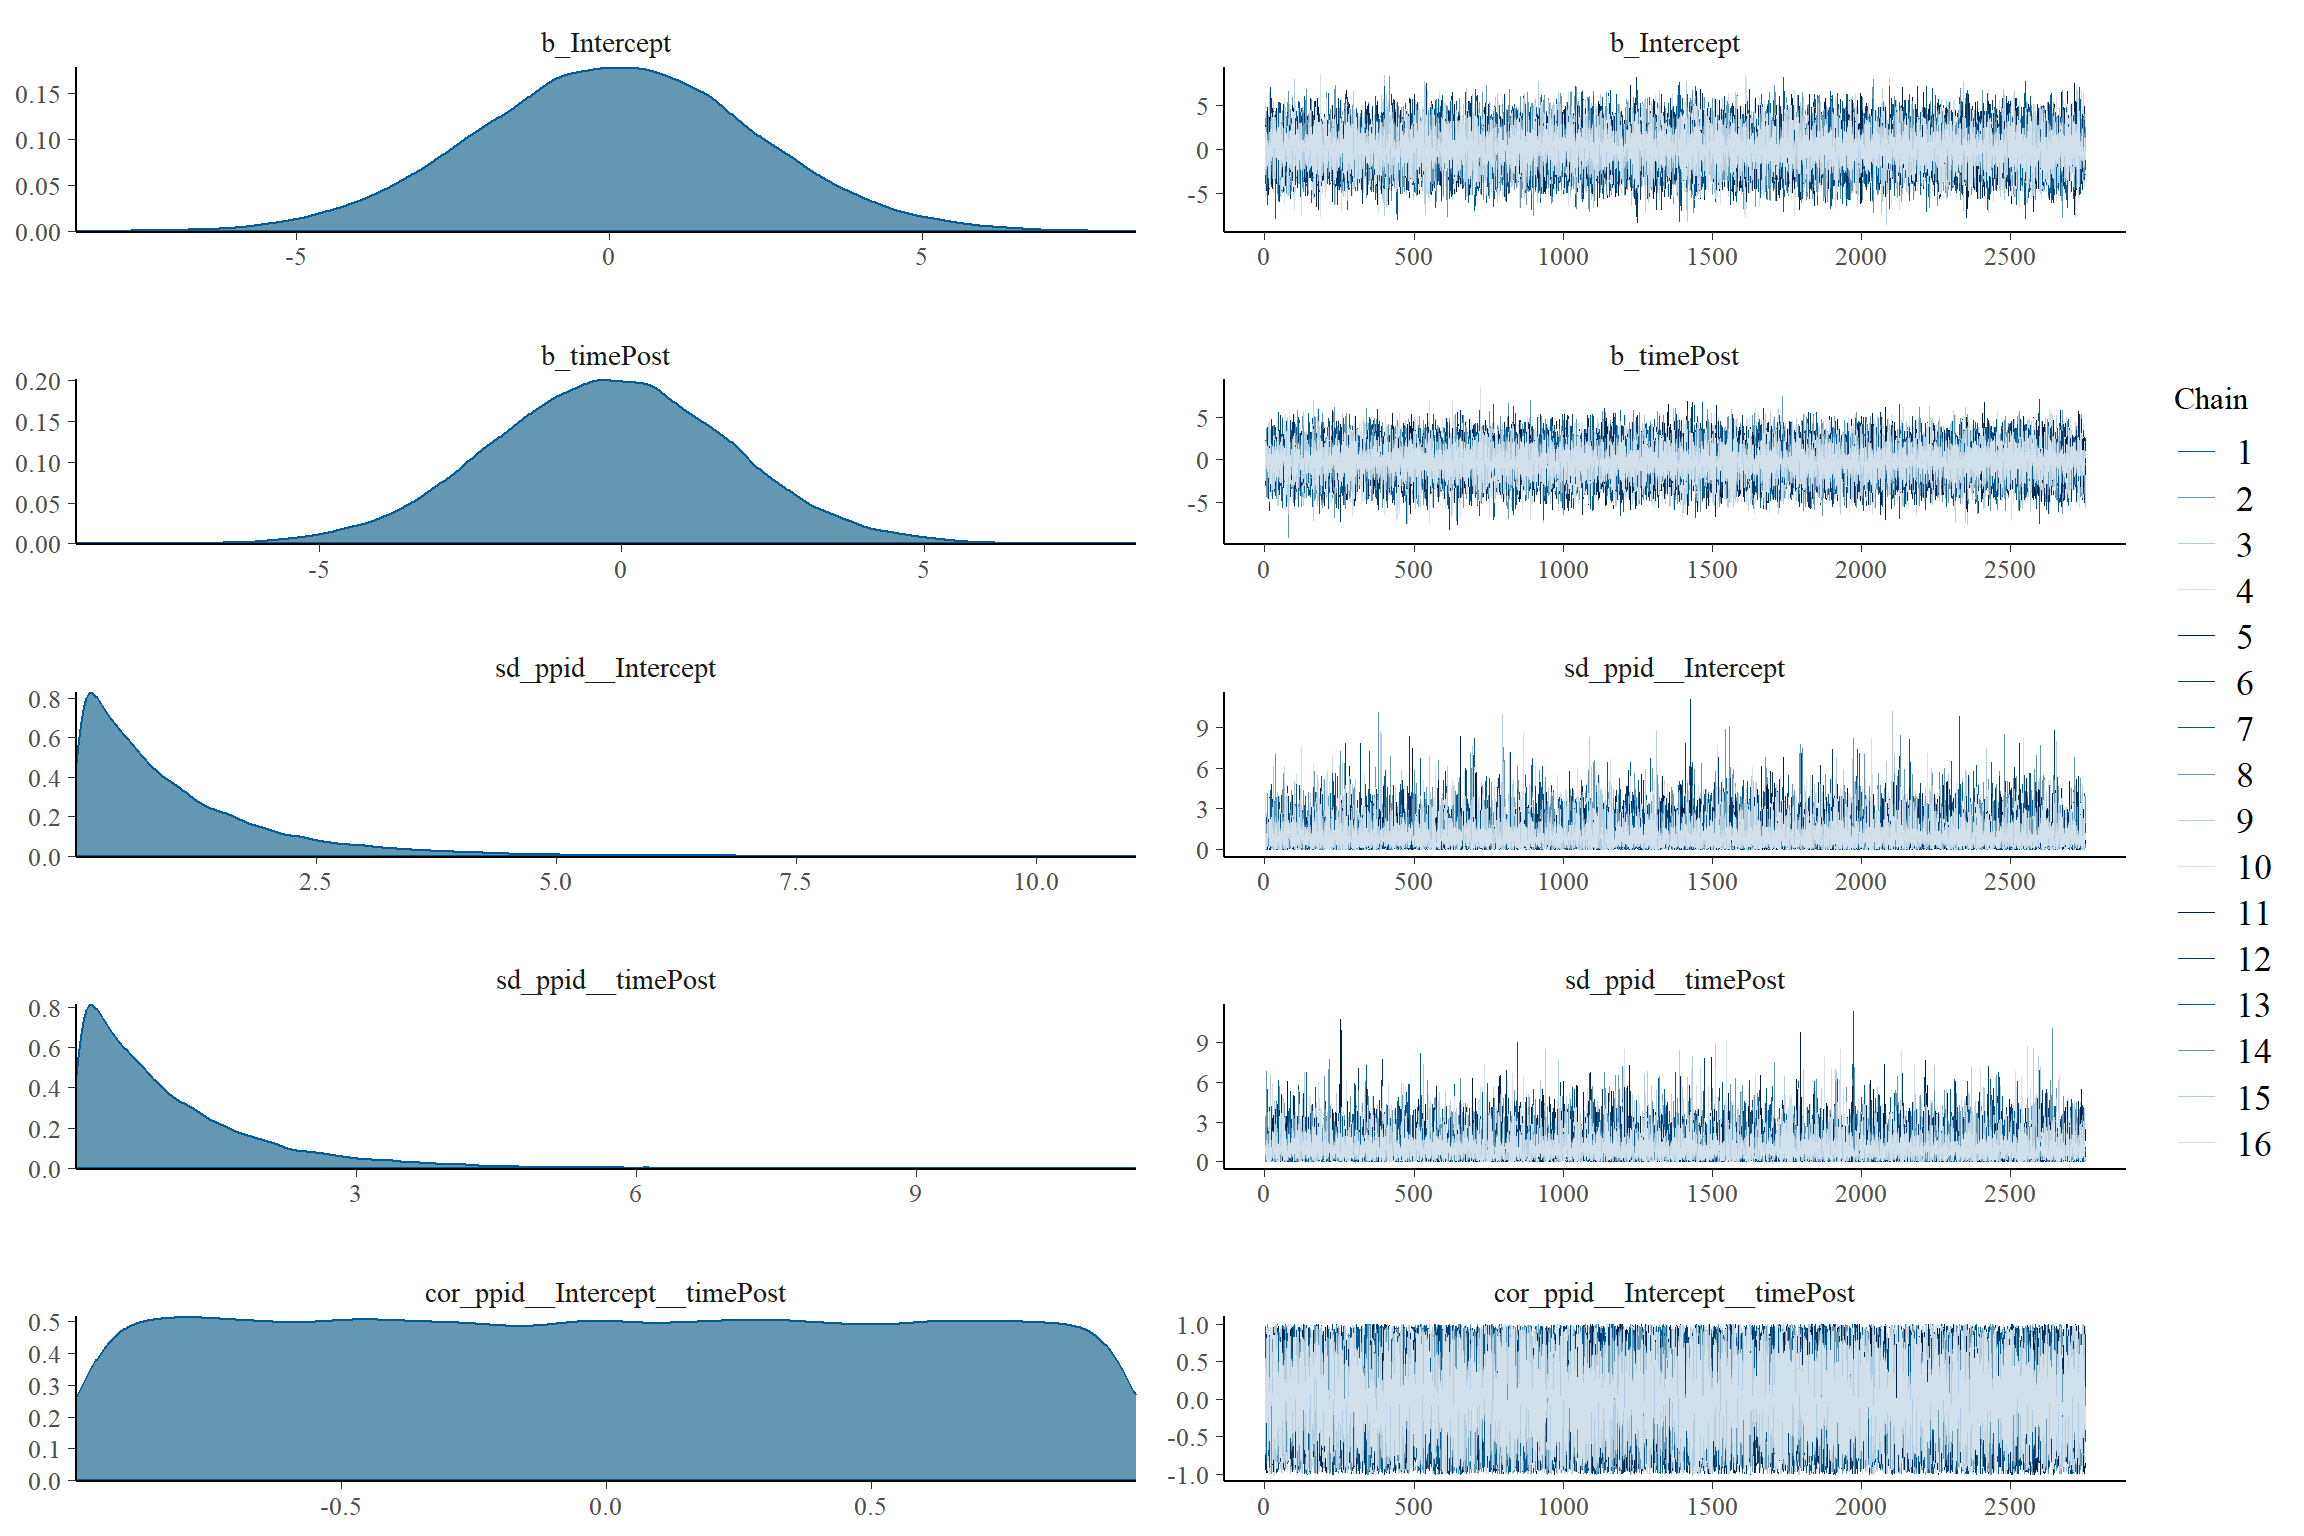 b_Intercept
0.15
0.10
0.05
0.00
-5 0 5
b_Intercept
5
0
-5
0 500 1000 1500 2000 2500
b_timePost
0.20
0.15
0.10
0.05
0.00
-5 0 5
b_timePost
5
0
-5
0 500 1000 1500 2000 2500
sd_ppid__Intercept
0.8
0.6
0.4
0.2
0.0
2.5 5.0 7.5 10.0
sd_ppid__Intercept
9
6
3
0
0 500 1000 1500 2000 2500
sd_ppid__timePost
0.8
0.6
0.4
0.2
0.0
3 6 9
sd_ppid__timePost
9
6
3
0
0 500 1000 1500 2000 2500
cor_ppid__Intercept__timePost
0.5
0.4
0.3
0.2
0.1
0.0
-0.5 0.0 0.5
cor_ppid__Intercept__timePost
1.0
0.5
0.0
-0.5
-1.0
0 500 1000 1500 2000 2500
Chain
1
2
3
4
5
6
7
8
9
10
11
12
13
14
15
16